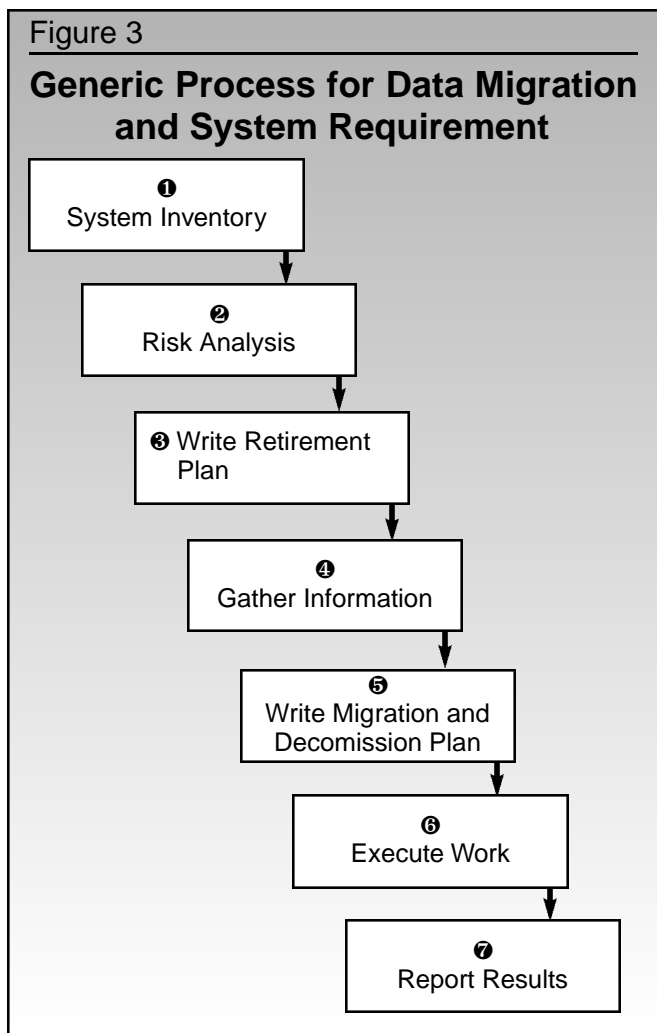 Figure 3
Generic Process for Data Migration
and System Requirement
❶
System Inventory
❷
Risk Analysis
❸ Write Retirement
Plan
❹
Gather Information
❺
Write Migration and
Decomission Plan
❻
Execute Work
❼
Report Results